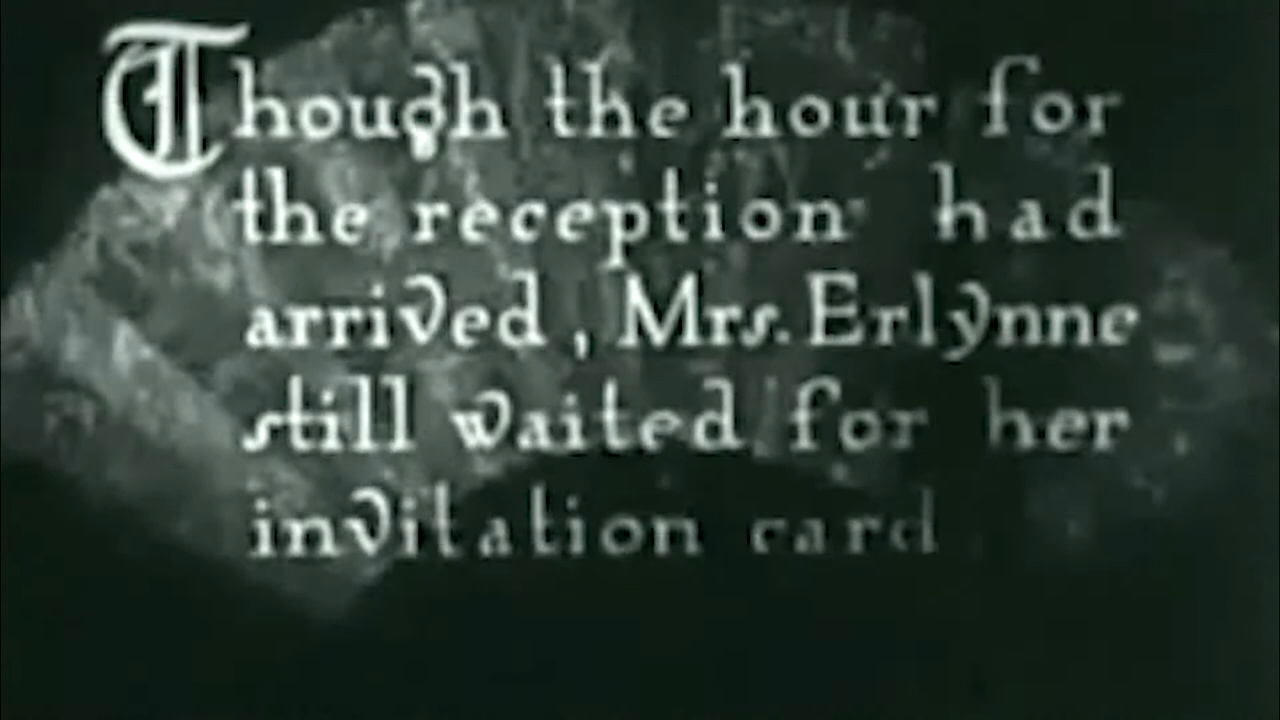 Though the hour for
the reception had
arrived, Mrs. Erlynne
still waited for her
invitation card